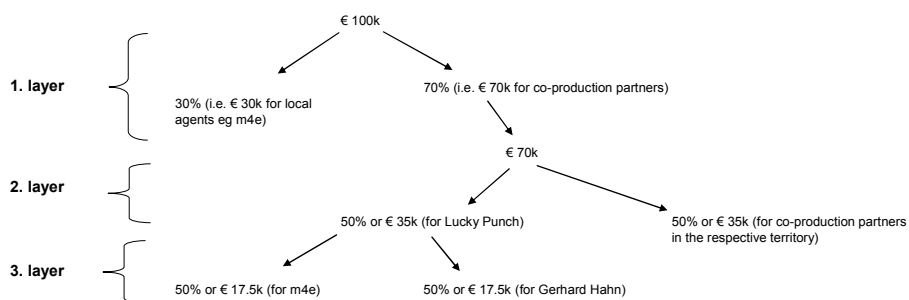 € 100k
1. layer
30% (i.e. € 30k for local
agents eg m4e)
70% (i.e. € 70k for co-production partners)
€ 70k
2. layer
50% or € 35k (for Lucky Punch)
50% or € 35k (for co-production partners
in the respective territory)
3. layer
50% or € 17.5k (for m4e)
50% or € 17.5k (for Gerhard Hahn)